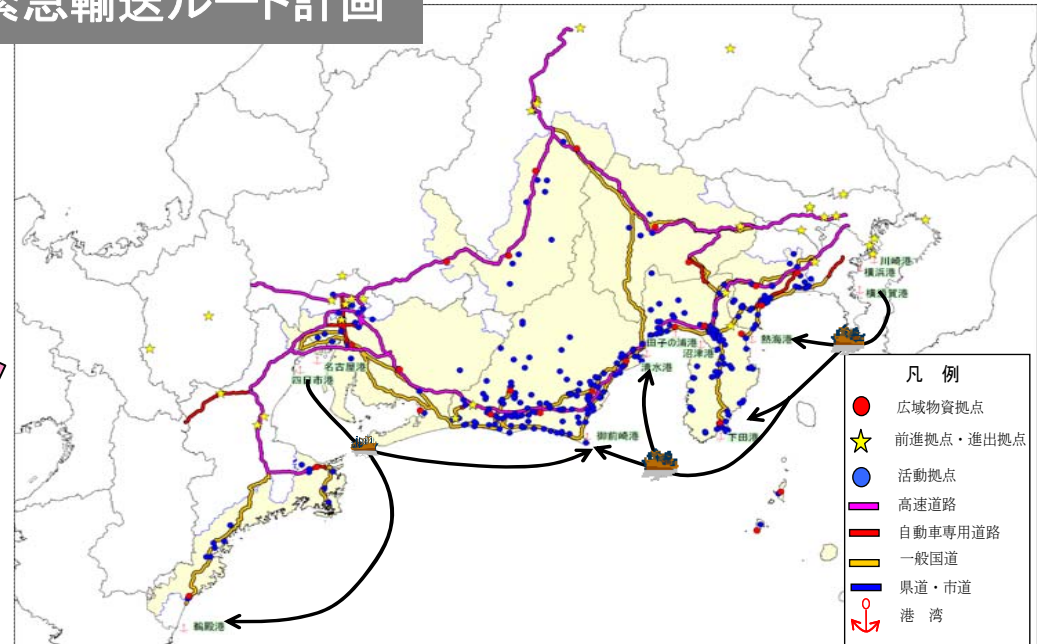 緊急輸送ルート計画
川崎港
横浜港
横須賀港
熱海港
田子の浦港
沼津港
清水港
名古屋港
四日市港
御前崎港
下田港
鵜殿港
凡 例
広域物資拠点
前進拠点・進出拠点
活動拠点
高速道路
自動車専用道路
一般国道
県道・市道
港 湾